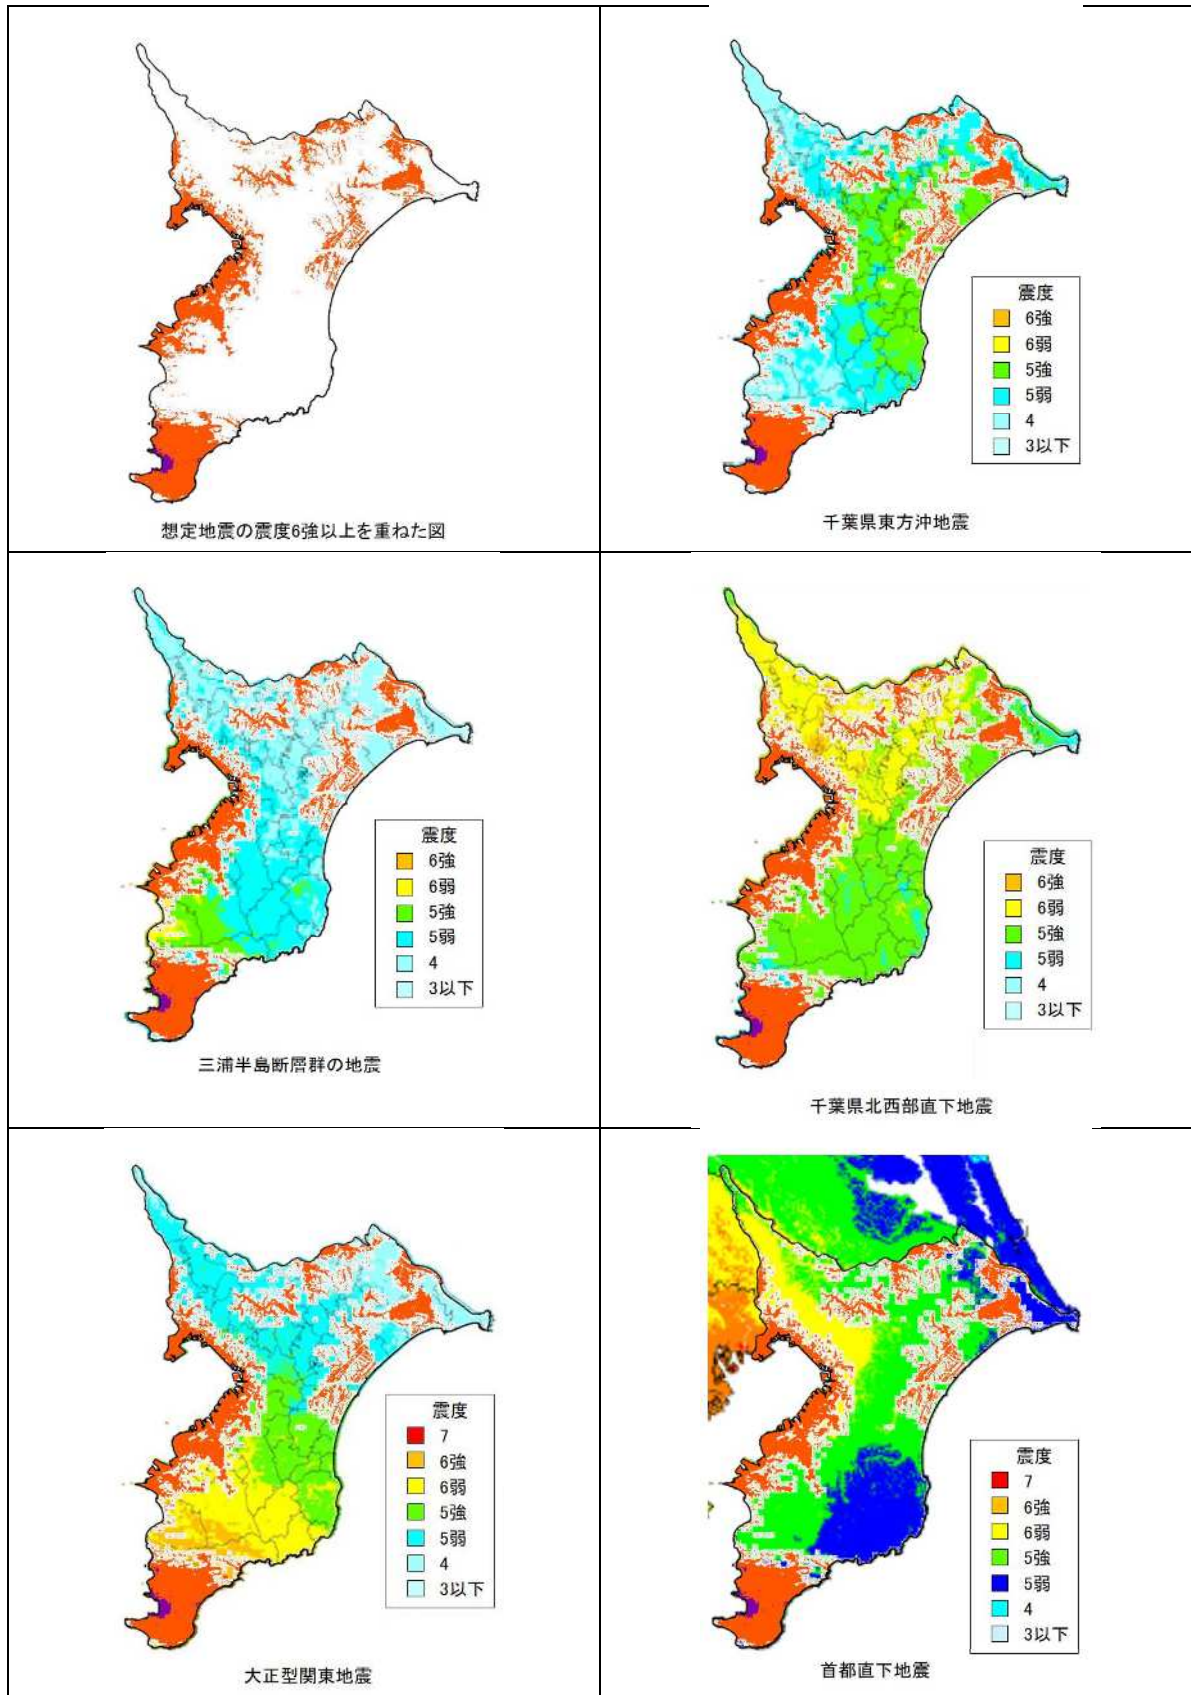 想定地震の震度6強以上を重ねた図
震度
6強
6弱
5強
5弱
4
3以下
千葉県東方沖地震
震度
6強
6弱
5強
5弱
4
3以下
三浦半島断層群の地震
震度
6強
6弱
5強
5弱
4
3以下
千葉県北西部直下地震
震度
7
6強
6弱
5強
5弱
4
3以下
大正型関東地震
震度
7
6強
6弱
5強
5弱
4
3以下
首都直下地震